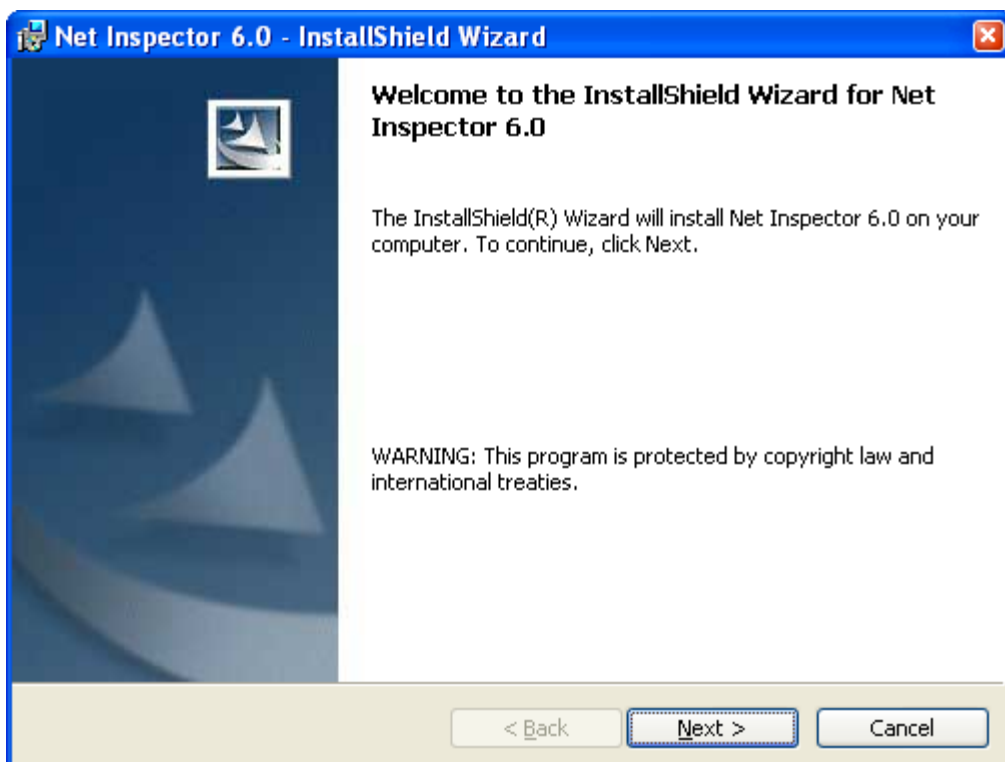 Net Inspector 6.0 - InstallShield Wizard
Welcome to the InstallShield Wizard for Net
Inspector 6.0
The InstallShield(R) Wizard will install Net Inspector 6.0 on your
computer. To continue, click Next.
WARNING: This program is protected by copyright law and
international treaties.
< Back
Next >
Cancel